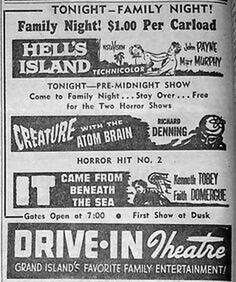 TONIGHT—FAMILY NIGHT!
Family Night! $1.00 Per Carload
HELL'S ISLAND
VISTAVISION
TECHNICOLOR
John PAYNE
Mary MURPHY
TONIGHT—PRE-MIDNIGHT SHOW
Come to Family Night...Stay Over...Free
for the Two Horror Shows
CREATURE WITH THE ATOM BRAIN
RICHARD DENNING
HORROR HIT NO. 2
IT CAME FROM BENEATH THE SEA
Kenneth TOBEY
Faith DOMERGUE
Gates Open at 7:00 • First Show at Dusk
DRIVE-IN Theatre
GRAND ISLAND'S FAVORITE FAMILY ENTERTAINMENT!